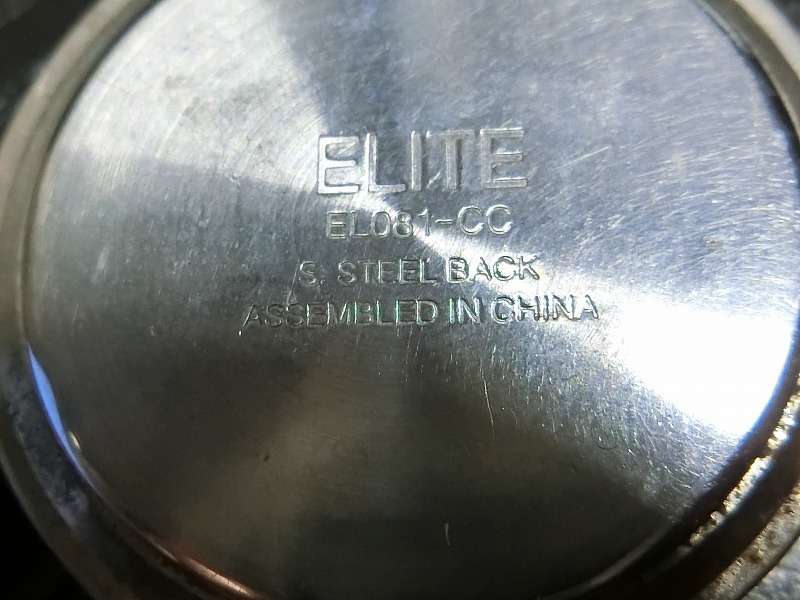 ELITE
EL081-CC
S. STEEL BACK
ASSEMBLED IN CHINA